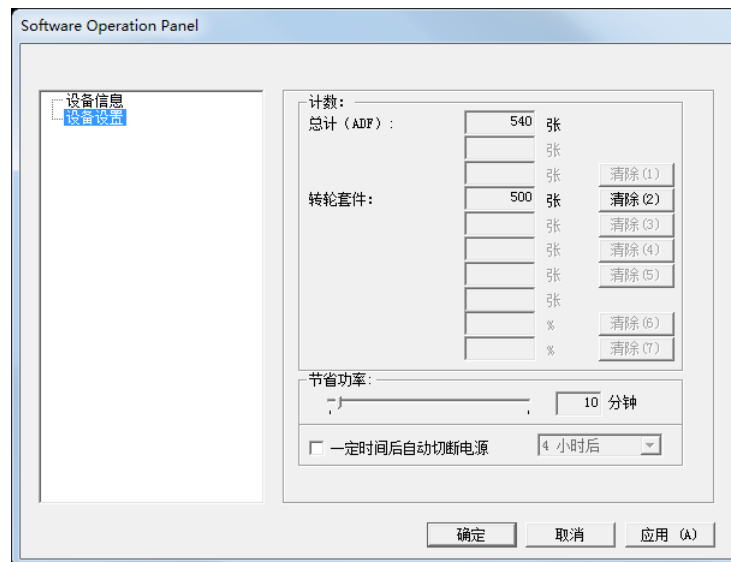 Software Operation Panel
设备信息
设备设置
计数:
总计（ADF）: 540 张
张
张 清除(1)
转轮套件: 500 张 清除(2)
张 清除(3)
张 清除(4)
张 清除(5)
张
% 清除(6)
% 清除(7)
节省功率:
10 分钟
一定时间后自动切断电源 4 小时后
确定 取消 应用 (A)